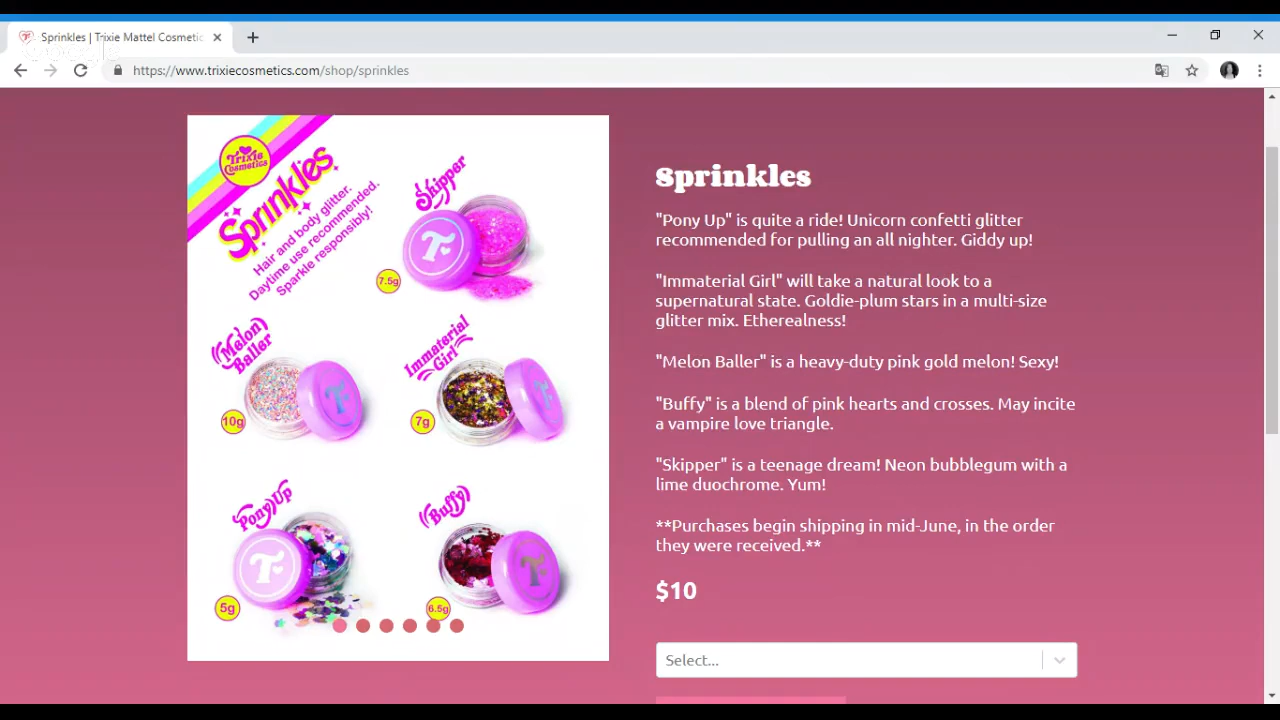 Sprinkles | Trixie Mattel Cosmetic
https://www.trixiecosmetics.com/shop/sprinkles
Trixie
Cosmetics
Sprinkles
Hair and body glitter.
Daytime use recommended.
Sparkle responsibly!
Skipper
T
7.5g
Melon
Baller
T
10g
Immaterial
Girl
T
7g
Pony Up
T
5g
Buffy
T
6.5g
Sprinkles
"Pony Up" is quite a ride! Unicorn confetti glitter
recommended for pulling an all nighter. Giddy up!
"Immaterial Girl" will take a natural look to a
supernatural state. Goldie-plum stars in a multi-size
glitter mix. Etherealness!
"Melon Baller" is a heavy-duty pink gold melon! Sexy!
"Buffy" is a blend of pink hearts and crosses. May incite
a vampire love triangle.
"Skipper" is a teenage dream! Neon bubblegum with a
lime duochrome. Yum!
**Purchases begin shipping in mid-June, in the order
they were received.**
$10
Select...